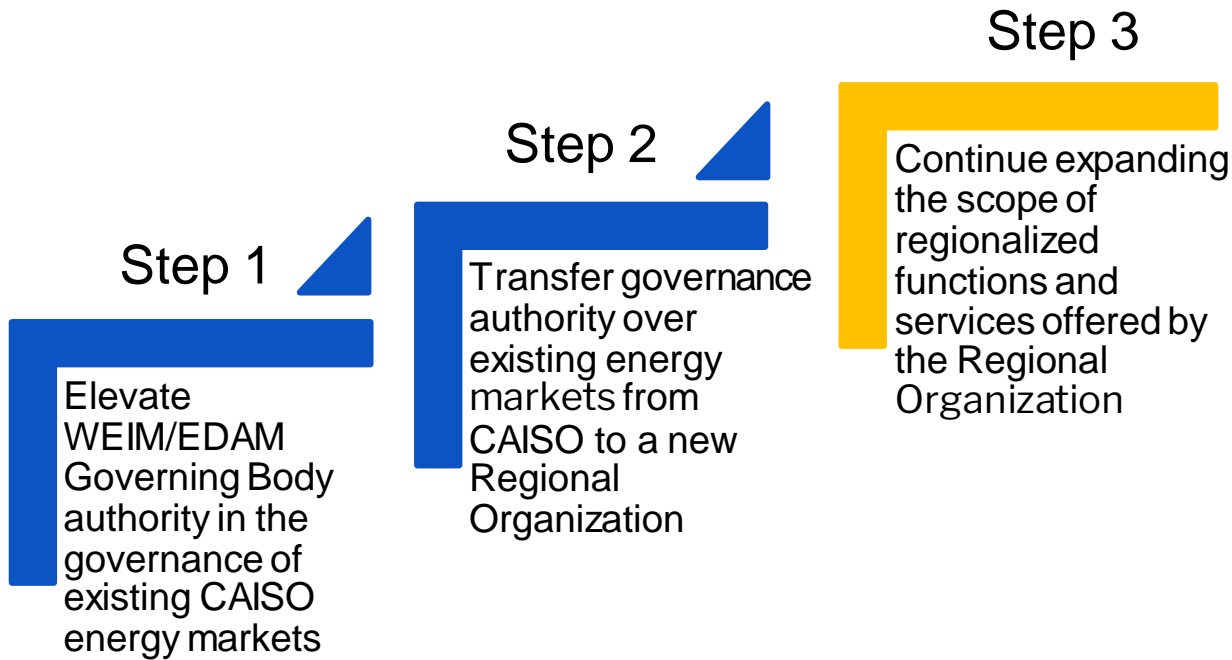 Step 1
Elevate
WEIM/EDAM
Governing Body
authority in the
governance of
existing CAISO
energy markets
Step 2
Transfer governance
authority over
existing energy
markets from
CAISO to a new
Regional
Organization
Step 3
Continue expanding
the scope of
regionalized
functions and
services offered by
the Regional
Organization